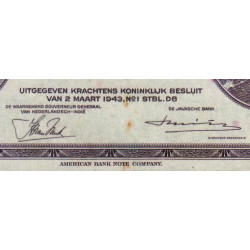 UITGEGEVEN KRACHTENS KONINKLIJK BESLUIT
VAN 2 MAART 1943, No1 STBL. D6
DE WAARNEMEND GOUVERNEUR GENERAAL
VAN NEDERLANDSCH-INDIË
DE JAVASCHE BANK
AMERICAN BANK NOTE COMPANY.